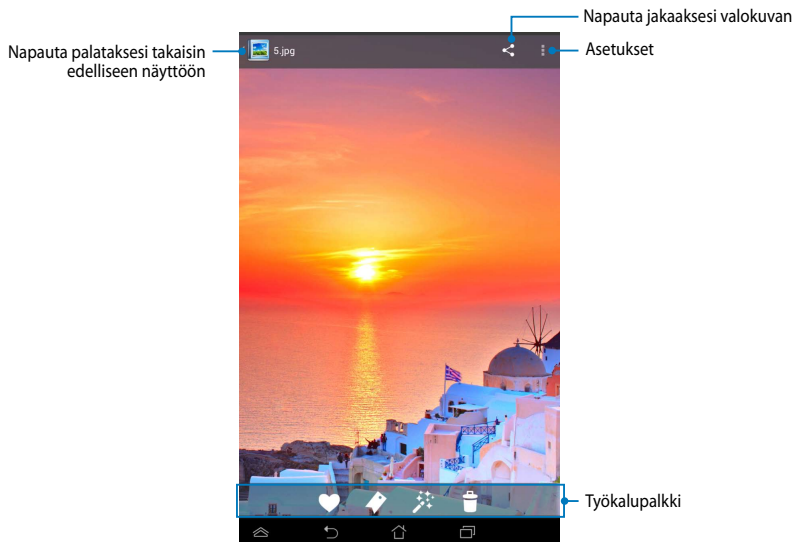 Napauta jakaaksesi valokuvan
Napauta palataksesi takaisin
edelliseen näyttöön
5.jpg
Asetukset
Työkalupalkki